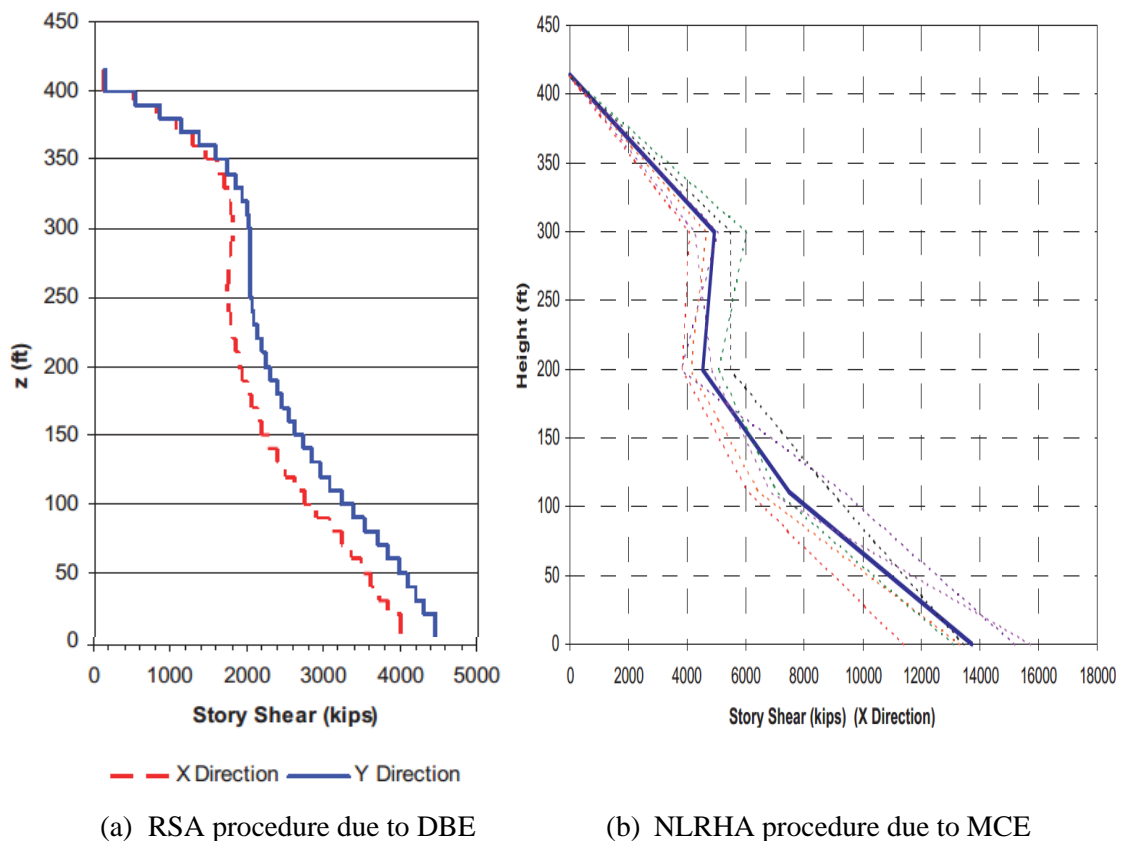 450
400
350
300
250
200
150
100
50
0
z (ft)
0 1000 2000 3000 4000 5000
Story Shear (kips)
X Direction Y Direction
(a) RSA procedure due to DBE
450
400
350
300
250
200
150
100
50
0
Height (ft)
0 2000 4000 6000 8000 10000 12000 14000 16000 18000
Story Shear (kips) (X Direction)
(b) NLRHA procedure due to MCE